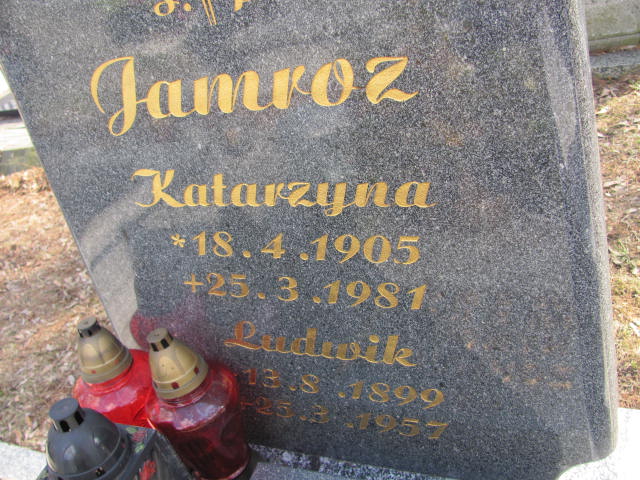 Jamroz
Katarzyna
*18.4.1905
+25.3.1981
Ludwik
13.8.1899
+25.3.1957